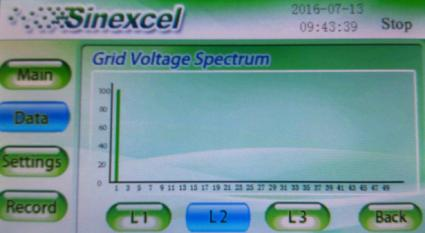 Sinexcel
2016-07-13
09:43:39
Stop
Main
Data
Settings
Record
Grid Voltage Spectrum
100
80
60
40
20
0
1 3 5 7 9 11 13 15 17 19 21 23 25 27 29 31 33 35 37 39 41 43 45 47 49
L1
L2
L3
Back